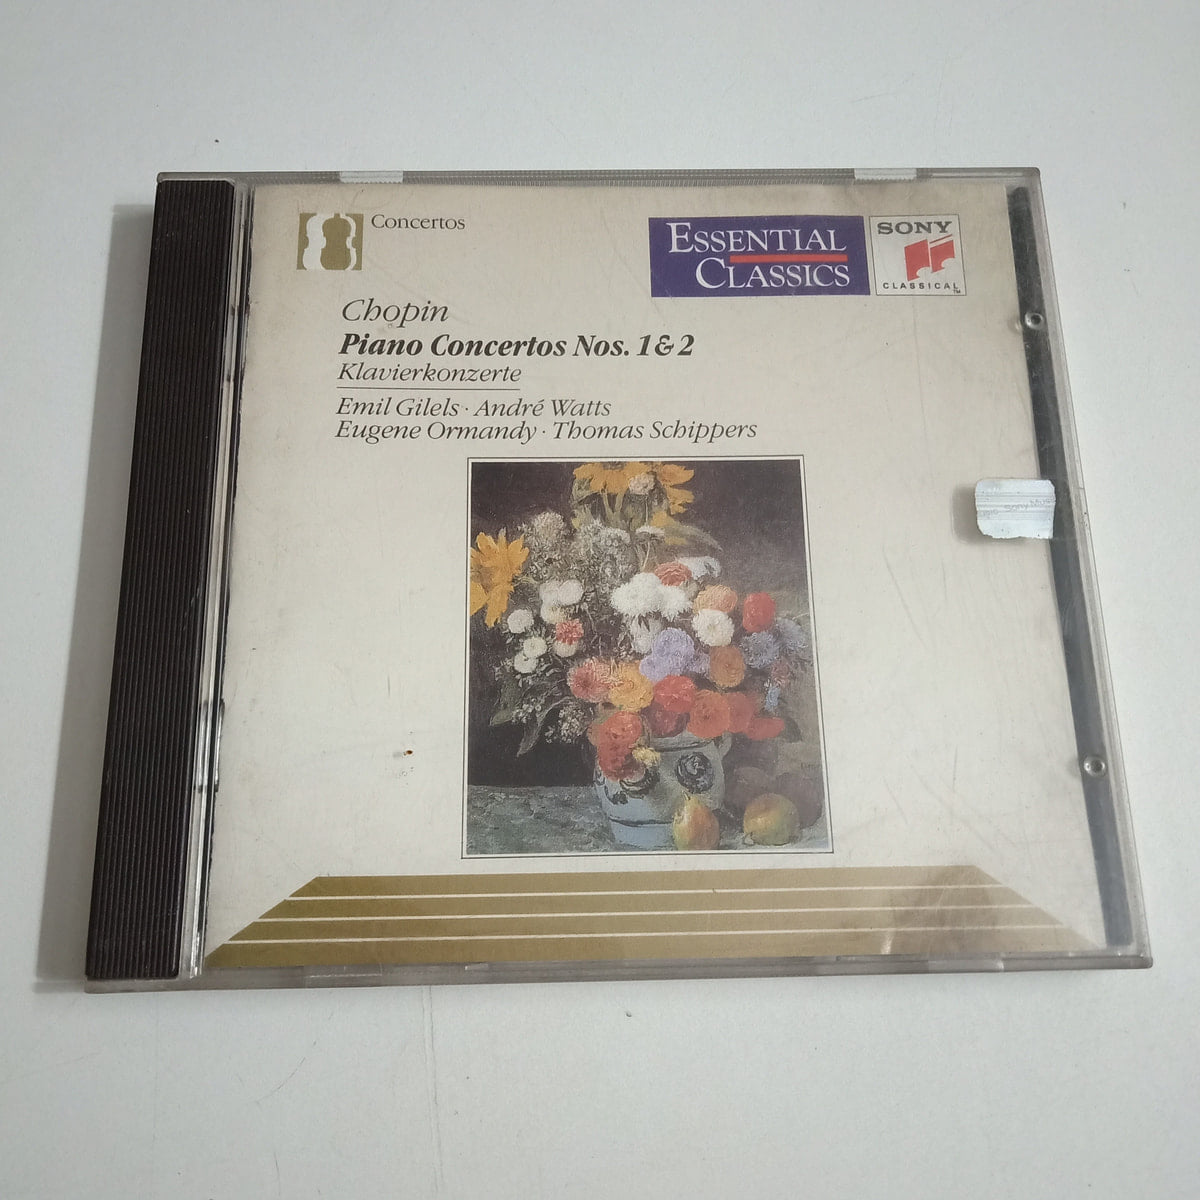 Concertos
ESSENTIAL
CLASSICS
SONY
CLASSICAL
TM
Chopin
Piano Concertos Nos. 1 & 2
Klavierkonzerte
Emil Gilels · André Watts
Eugene Ormandy · Thomas Schippers